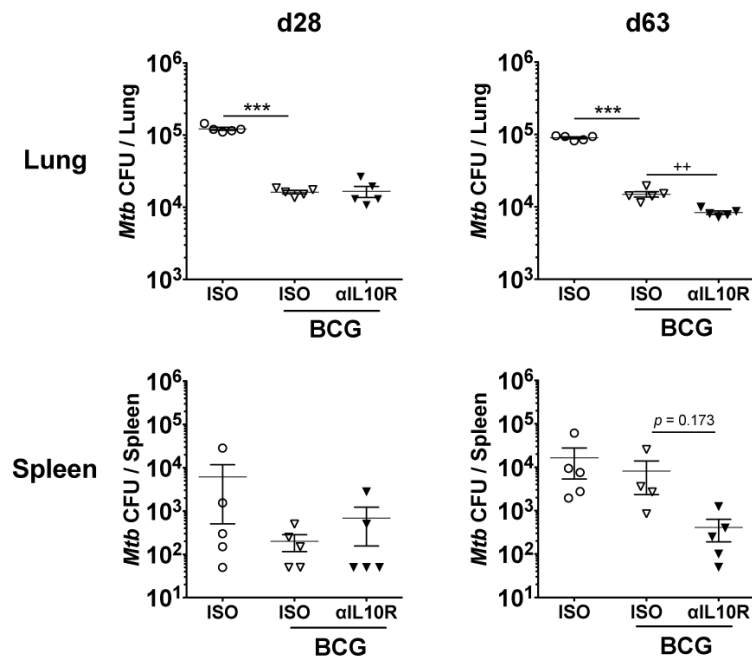 d28
d63
Lung
Mtb CFU / Lung
10⁶
10⁵
10⁴
10³
***
ISO
ISO
αIL10R
BCG
Mtb CFU / Lung
10⁶
10⁵
10⁴
10³
***
++
ISO
ISO
αIL10R
BCG
Spleen
Mtb CFU / Spleen
10⁶
10⁵
10⁴
10³
10²
10¹
ISO
ISO
αIL10R
BCG
Mtb CFU / Spleen
10⁶
10⁵
10⁴
10³
10²
10¹
p = 0.173
ISO
ISO
αIL10R
BCG